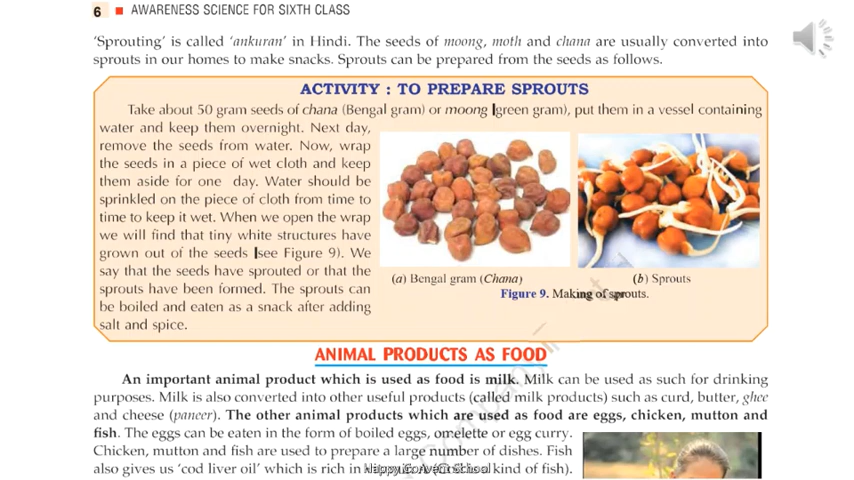 6 ■ AWARENESS SCIENCE FOR SIXTH CLASS
‘Sprouting’ is called ‘ankuran’ in Hindi. The seeds of moong, moth and chana are usually converted into
sprouts in our homes to make snacks. Sprouts can be prepared from the seeds as follows.
ACTIVITY : TO PREPARE SPROUTS
Take about 50 gram seeds of chana (Bengal gram) or moong (green gram), put them in a vessel containing
water and keep them overnight. Next day,
remove the seeds from water. Now, wrap
the seeds in a piece of wet cloth and keep
them aside for one day. Water should be
sprinkled on the piece of cloth from time to
time to keep it wet. When we open the wrap
we will find that tiny white structures have
grown out of the seeds (see Figure 9). We
say that the seeds have sprouted or that the
sprouts have been formed. The sprouts can
be boiled and eaten as a snack after adding
salt and spice.
(a) Bengal gram (Chana)
(b) Sprouts
Figure 9. Making of sprouts.
ANIMAL PRODUCTS AS FOOD
An important animal product which is used as food is milk. Milk can be used as such for drinking
purposes. Milk is also converted into other useful products (called milk products) such as curd, butter, ghee
and cheese (paneer). The other animal products which are used as food are eggs, chicken, mutton and
fish. The eggs can be eaten in the form of boiled eggs, omelette or egg curry.
Chicken, mutton and fish are used to prepare a large number of dishes. Fish
also gives us ‘cod liver oil’ which is rich in kind of fish).
Happy Convent School